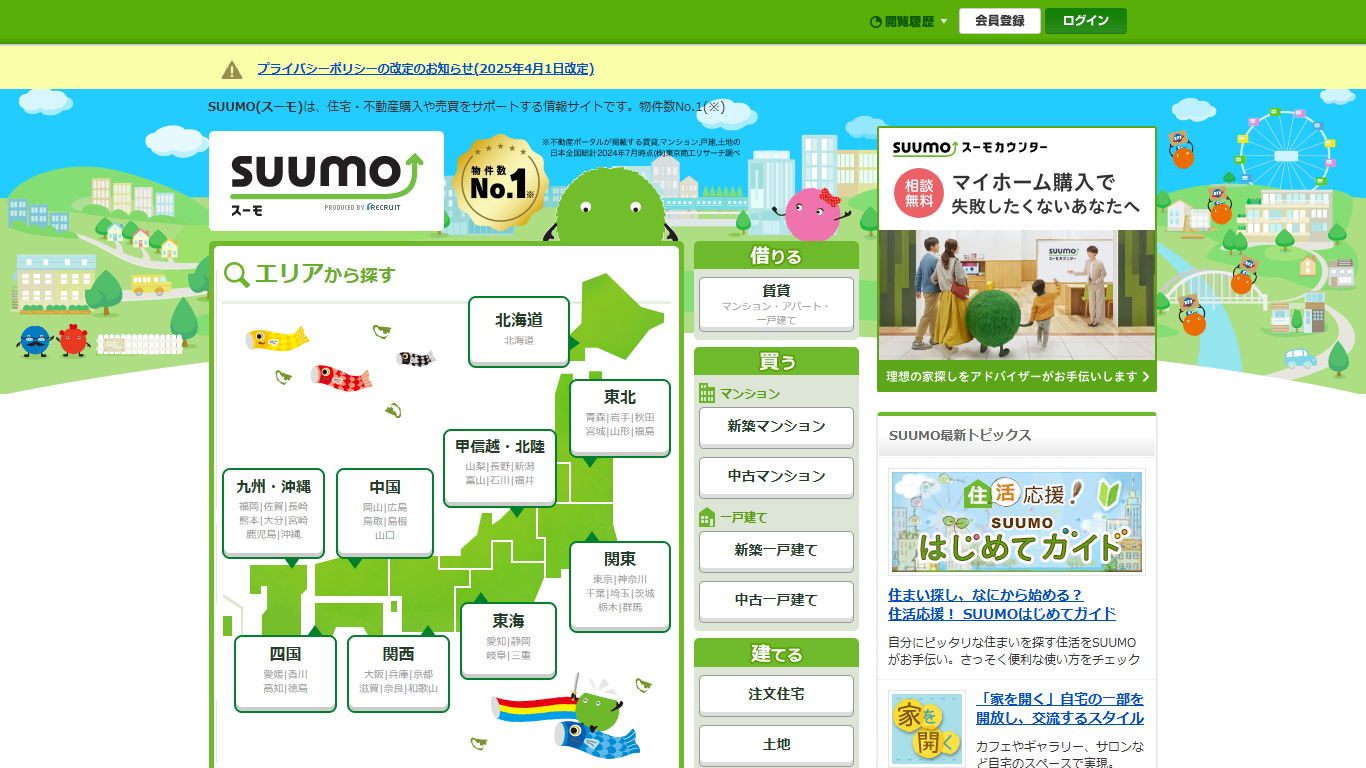 閲覧履歴
会員登録
ログイン
プライバシーポリシーの改定のお知らせ(2025年4月1日改定)
SUUMO(スーモ)は、住宅・不動産購入や売買をサポートする情報サイトです。物件数No.1(※)
suumo
スーモ
PRODUCED BY RECRUIT
物件数
No.1※
※不動産ポータルが掲載する賃貸,マンション,戸建,土地の
日本全国総計2024年7月時点(株)東京商工リサーチ調べ
エリアから探す
北海道
北海道
東北
青森|岩手|秋田
宮城|山形|福島
甲信越・北陸
山梨|長野|新潟
富山|石川|福井
九州・沖縄
福岡|佐賀|長崎
熊本|大分|宮崎
鹿児島|沖縄
中国
岡山|広島
鳥取|島根
山口
関東
東京|神奈川
千葉|埼玉|茨城
栃木|群馬
東海
愛知|静岡
岐阜|三重
四国
愛媛|香川
高知|徳島
関西
大阪|兵庫|京都
滋賀|奈良|和歌山
借りる
賃貸
マンション・アパート・
一戸建て
買う
マンション
新築マンション
中古マンション
一戸建て
新築一戸建て
中古一戸建て
建てる
注文住宅
土地
suumo スーモカウンター
相談
無料
マイホーム購入で
失敗したくないあなたへ
suumo
スーモカウンター
理想の家探しをアドバイザーがお手伝いします
SUUMO最新トピックス
住活応援!
SUUMO
はじめてガイド
住まい探し、なにから始める？
住活応援！ SUUMOはじめてガイド
自分にピッタリな住まいを探す住活をSUUMO
がお手伝い。さっそく便利な使い方をチェック
家を
開く
「家を開く」自宅の一部を
開放し、交流するスタイル
カフェやギャラリー、サロンな
ど自宅のスペースで実現。